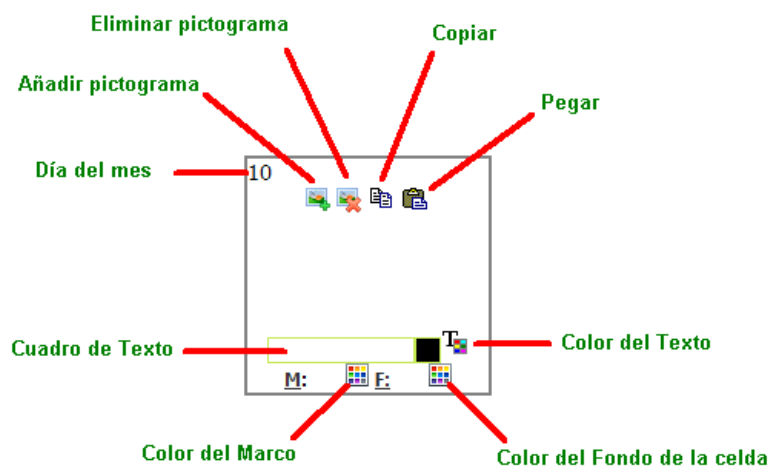 Eliminar pictograma
Copiar
Añadir pictograma
Pegar
Día del mes
10
Cuadro de Texto
T
Color del Texto
M:
F:
Color del Marco
Color del Fondo de la celda